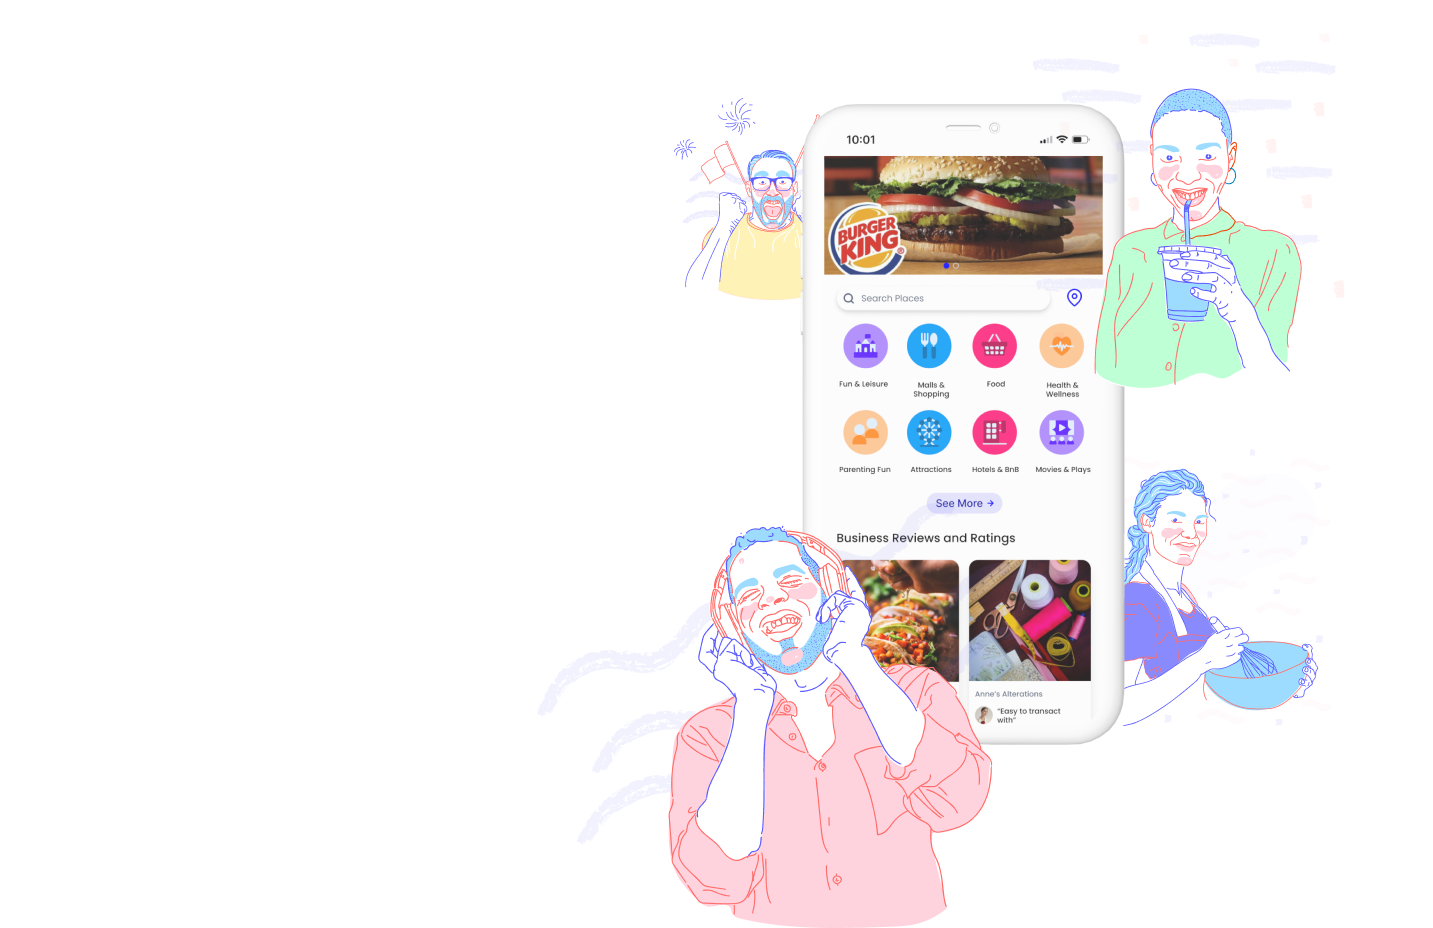 10:01
BURGER
KING®
Search Places
Fun & Leisure
Malls &
Shopping
Food
Health &
Wellness
Parenting Fun
Attractions
Hotels & BnB
Movies & Plays
See More →
Business Reviews and Ratings
Anne's Alterations
"Easy to transact
with"